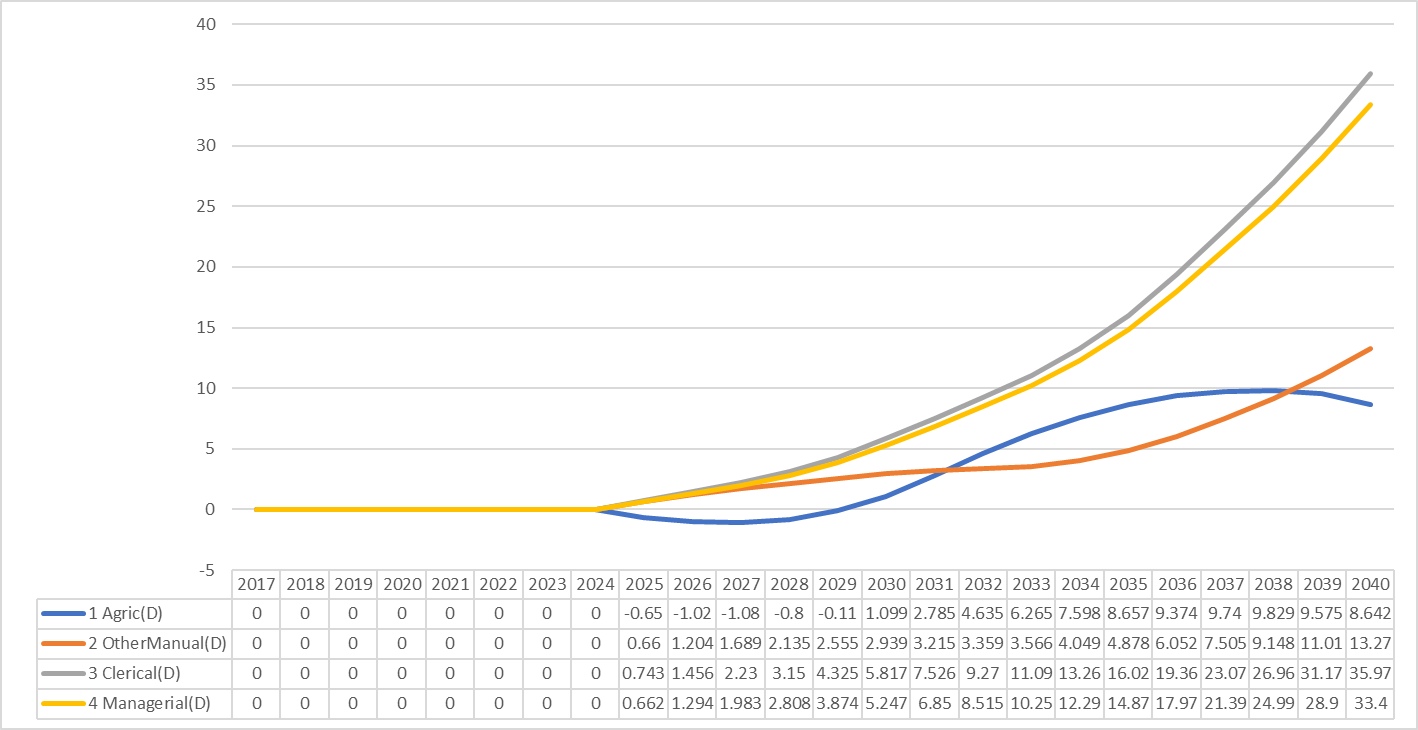 40
35
30
25
20
15
10
5
0
-5
2017 2018 2019 2020 2021 2022 2023 2024 2025 2026 2027 2028 2029 2030 2031 2032 2033 2034 2035 2036 2037 2038 2039 2040
1 Agric(D) 0 0 0 0 0 0 0 0 -0.65 -1.02 -1.08 -0.8 -0.11 1.099 2.785 4.635 6.265 7.598 8.657 9.374 9.74 9.829 9.575 8.642
2 OtherManual(D) 0 0 0 0 0 0 0 0 0.66 1.204 1.689 2.135 2.555 2.939 3.215 3.359 3.566 4.049 4.878 6.052 7.505 9.148 11.01 13.27
3 Clerical(D) 0 0 0 0 0 0 0 0 0.743 1.456 2.23 3.15 4.325 5.817 7.526 9.27 11.09 13.26 16.02 19.36 23.07 26.96 31.17 35.97
4 Managerial(D) 0 0 0 0 0 0 0 0 0.662 1.294 1.983 2.808 3.874 5.247 6.85 8.515 10.25 12.29 14.87 17.97 21.39 24.99 28.9 33.4